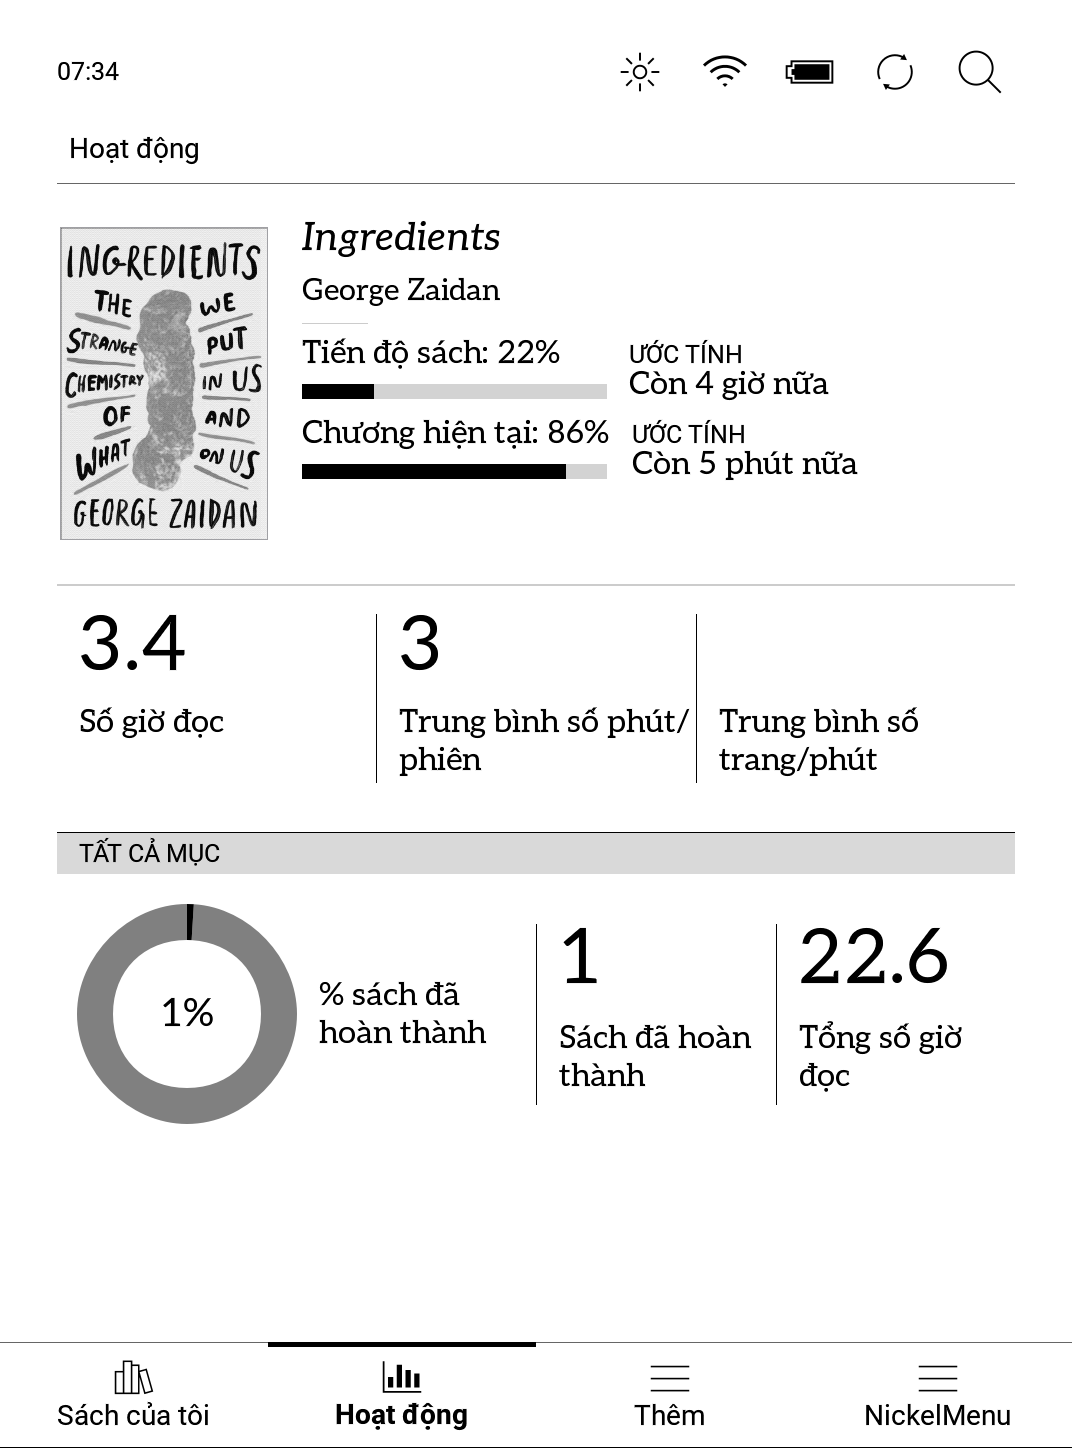 07:34
Hoạt động
INGREDIENTS
THE WE
STRANGE PUT
CHEMISTRY IN US
OF AND
WHAT ON US
GEORGE ZAIDAN
Ingredients
George Zaidan
Tiến độ sách: 22%
ƯỚC TÍNH
Còn 4 giờ nữa
Chương hiện tại: 86%
ƯỚC TÍNH
Còn 5 phút nữa
3.4
Số giờ đọc
3
Trung bình số phút/
phiên
Trung bình số
trang/phút
TẤT CẢ MỤC
1%
% sách đã
hoàn thành
1
Sách đã hoàn
thành
22.6
Tổng số giờ
đọc
Sách của tôi
Hoạt động
Thêm
NickelMenu